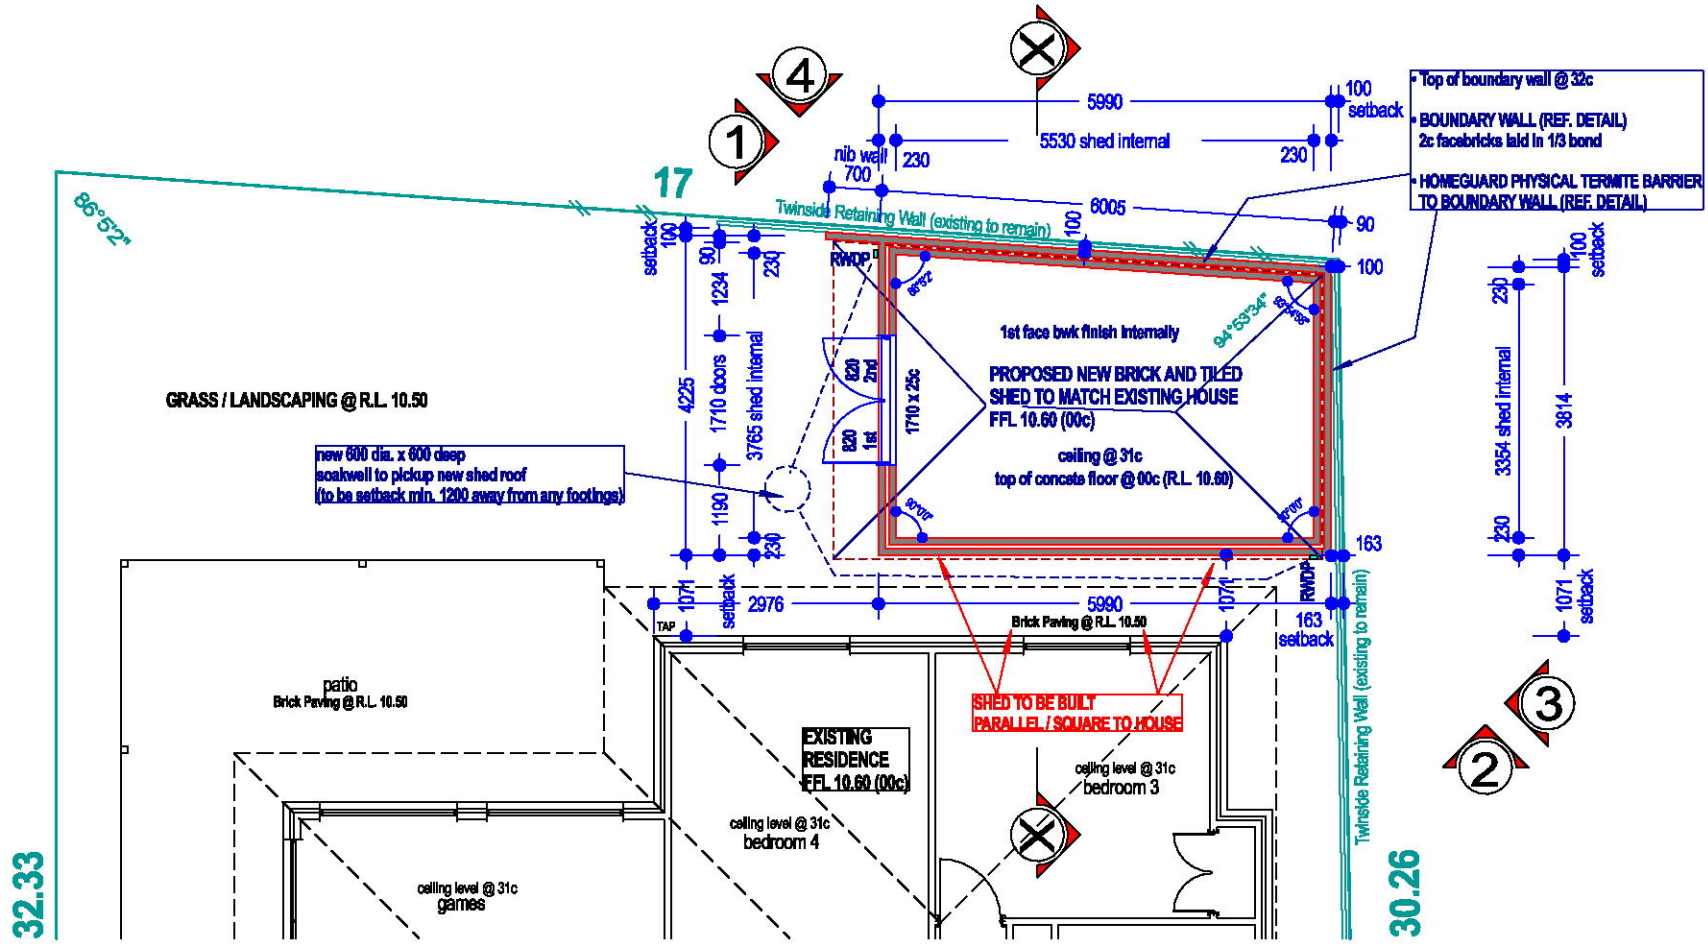 4
1
5990
100
setback
5530 shed internal
230
230
nib wall
700
6005
90
100
100
17
86°5'2"
Twinside Retaining Wall (existing to remain)
• Top of boundary wall @ 32c
• BOUNDARY WALL (REF. DETAIL)
2c facebricks laid in 1/3 bond
• HOMEGUARD PHYSICAL TERMITE BARRIER
TO BOUNDARY WALL (REF. DETAIL)
100
setback
90
1234
230
RWDP
86°5'2"
94°53'34"
1st face bwk finish internally
PROPOSED NEW BRICK AND TILED
SHED TO MATCH EXISTING HOUSE
FFL 10.60 (00c)
ceiling @ 31c
top of concete floor @ 00c (R.L. 10.60)
90°0'0"
90°0'0"
820
2nd
820
1st
1710 x 25c
4225
1710 doors
3765 shed internal
1190
230
1071
setback
GRASS / LANDSCAPING @ R.L. 10.50
new 600 dia. x 600 deep
soakwell to pickup new shed roof
(to be setback min. 1200 away from any footings)
100
setback
230
3354 shed internal
3814
230
1071
setback
163
RWDP
2976
5990
1071
163
setback
TAP
Brick Paving @ R.L. 10.50
SHED TO BE BUILT
PARALLEL / SQUARE TO HOUSE
patio
Brick Paving @ R.L. 10.50
EXISTING
RESIDENCE
FFL 10.60 (00c)
ceiling level @ 31c
bedroom 3
ceiling level @ 31c
bedroom 4
ceiling level @ 31c
games
Twinside Retaining Wall (existing to remain)
3
2
32.33
30.26